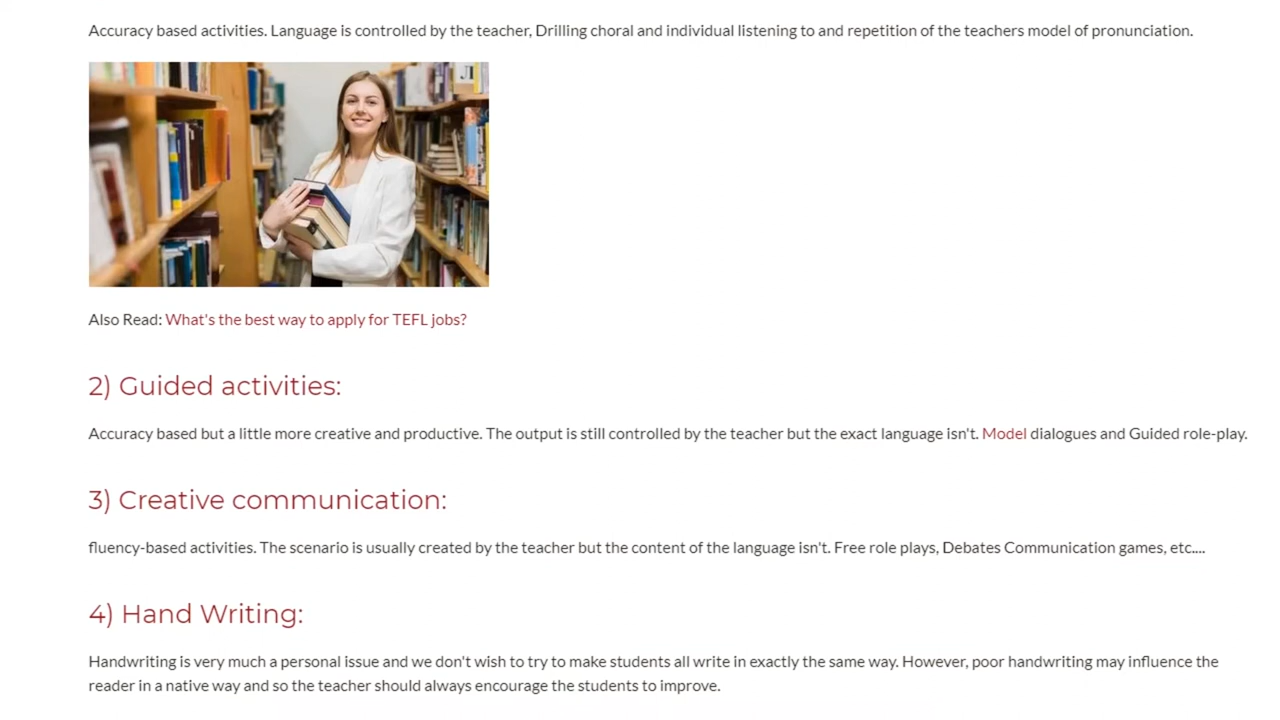 Accuracy based activities. Language is controlled by the teacher, Drilling choral and individual listening to and repetition of the teachers model of pronunciation.
Also Read: What's the best way to apply for TEFL jobs?
2) Guided activities:
Accuracy based but a little more creative and productive. The output is still controlled by the teacher but the exact language isn't. Model dialogues and Guided role-play.
3) Creative communication:
fluency-based activities. The scenario is usually created by the teacher but the content of the language isn't. Free role plays, Debates Communication games, etc....
4) Hand Writing:
Handwriting is very much a personal issue and we don't wish to try to make students all write in exactly the same way. However, poor handwriting may influence the
reader in a native way and so the teacher should always encourage the students to improve.